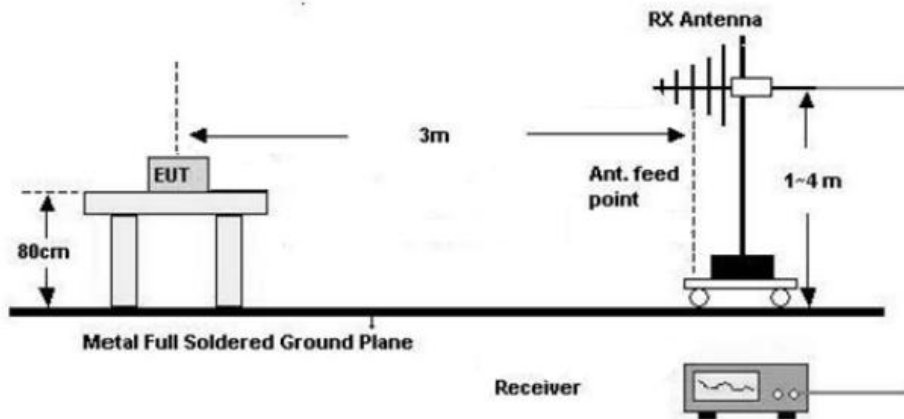 RX Antenna
3m
EUT
Ant. feed
point
1~4 m
80cm
Metal Full Soldered Ground Plane
Receiver